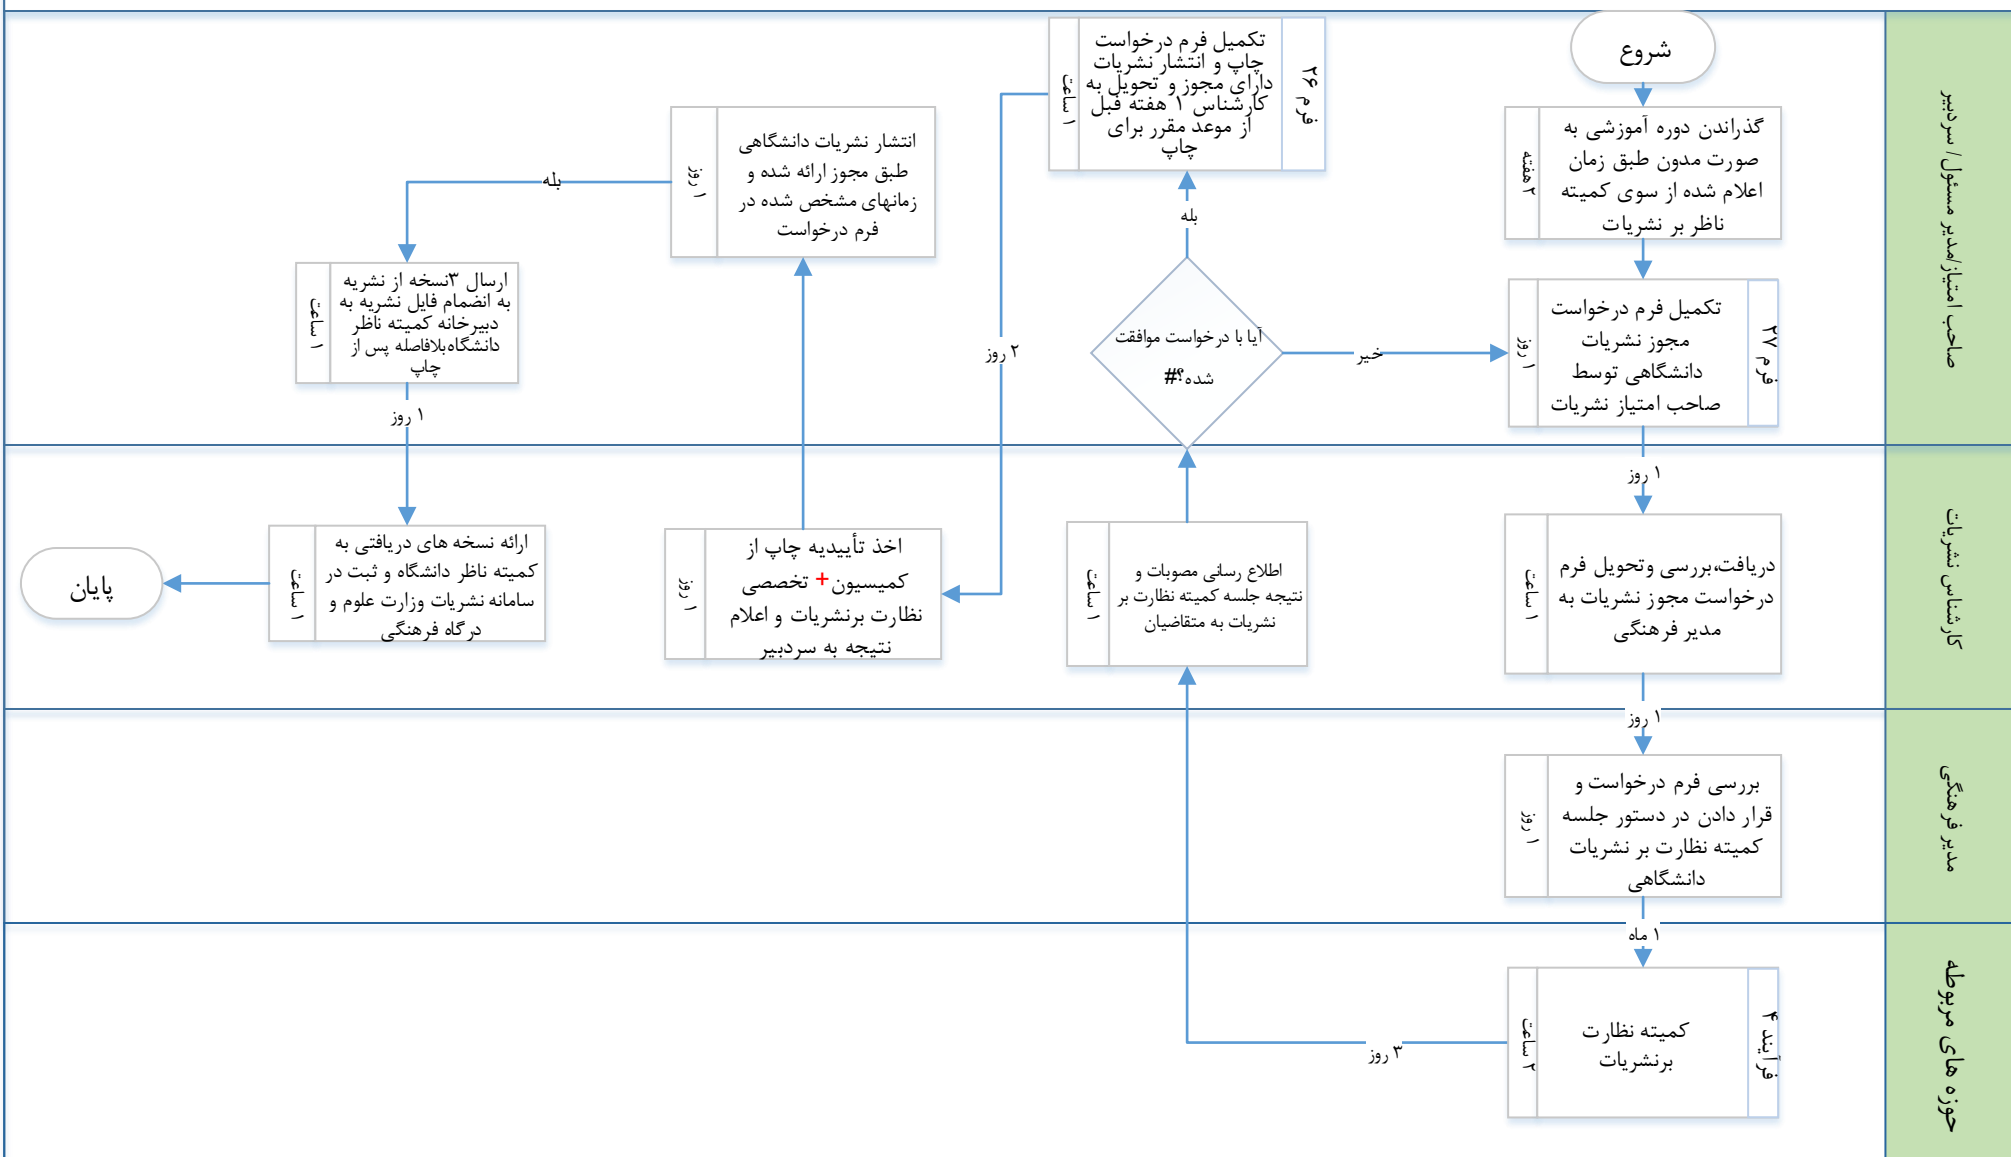 صاحب امتیاز/مدیر مسئول/ سردبیر
شروع
گذراندن دوره آموزشی به
صورت مدون طبق زمان
اعلام شده از سوی کمیته
ناظر بر نشریات
۲هفته
فرم ۲۷
تکمیل فرم درخواست
مجوز نشریات
دانشگاهی توسط
صاحب امتیاز نشریات
۱ روز
خیر
آیا با درخواست موافقت
شده؟#
بله
فرم ۲۶
تکمیل فرم درخواست
چاپ و انتشار نشریات
دارای مجوز و تحویل به
کارشناس ۱ هفته قبل
از موعد مقرر برای
چاپ
۱ ساعت
۲ روز
انتشار نشریات دانشگاهی
طبق مجوز ارائه شده و
زمانهای مشخص شده در
فرم درخواست
۱ روز
بله
ارسال ۳نسخه از نشریه
به انضمام فایل نشریه به
دبیرخانه کمیته ناظر
دانشگاهبلافاصله پس از
چاپ
۱ ساعت
۱ روز
کارشناس نشریات
۱ روز
دریافت،بررسی وتحویل فرم
درخواست مجوز نشریات به
مدیر فرهنگی
۱ ساعت
اطلاع رسانی مصوبات و
نتیجه جلسه کمیته نظارت بر
نشریات به متقاضیان
۱ ساعت
اخذ تأییدیه چاپ از
کمیسیون+ تخصصی
نظارت برنشریات و اعلام
نتیجه به سردبیر
۱ روز
ارائه نسخه های دریافتی به
کمیته ناظر دانشگاه و ثبت در
سامانه نشریات وزارت علوم و
درگاه فرهنگی
۱ ساعت
پایان
مدیر فرهنگی
۱ روز
بررسی فرم درخواست و
قرار دادن در دستور جلسه
کمیته نظارت بر نشریات
دانشگاهی
۱ روز
حوزه های مربوطه
۱ ماه
فرآیند ۴
کمیته نظارت
برنشریات
۲ ساعت
۳ روز